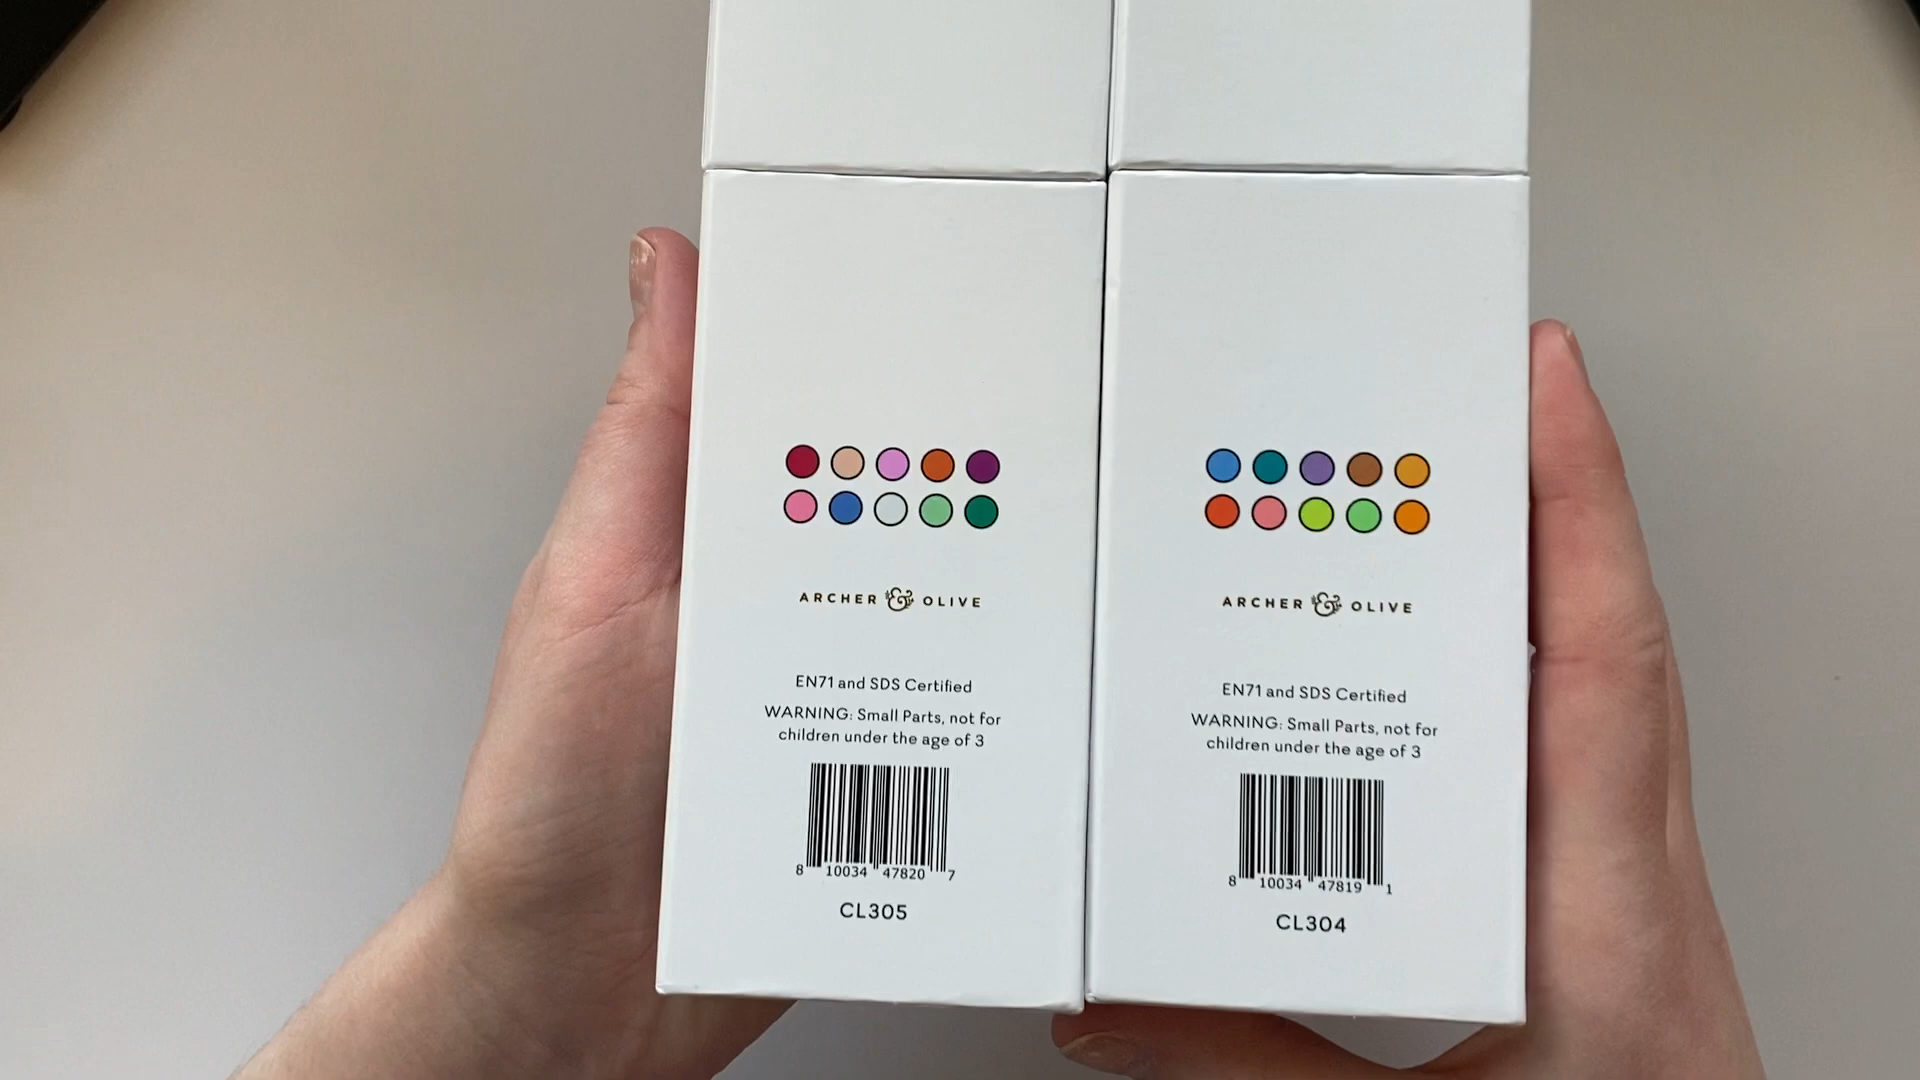 ARCHER & OLIVE
EN71 and SDS Certified
WARNING: Small Parts, not for
children under the age of 3
8 10034 47820 7
CL305
ARCHER & OLIVE
EN71 and SDS Certified
WARNING: Small Parts, not for
children under the age of 3
8 10034 47819 1
CL304